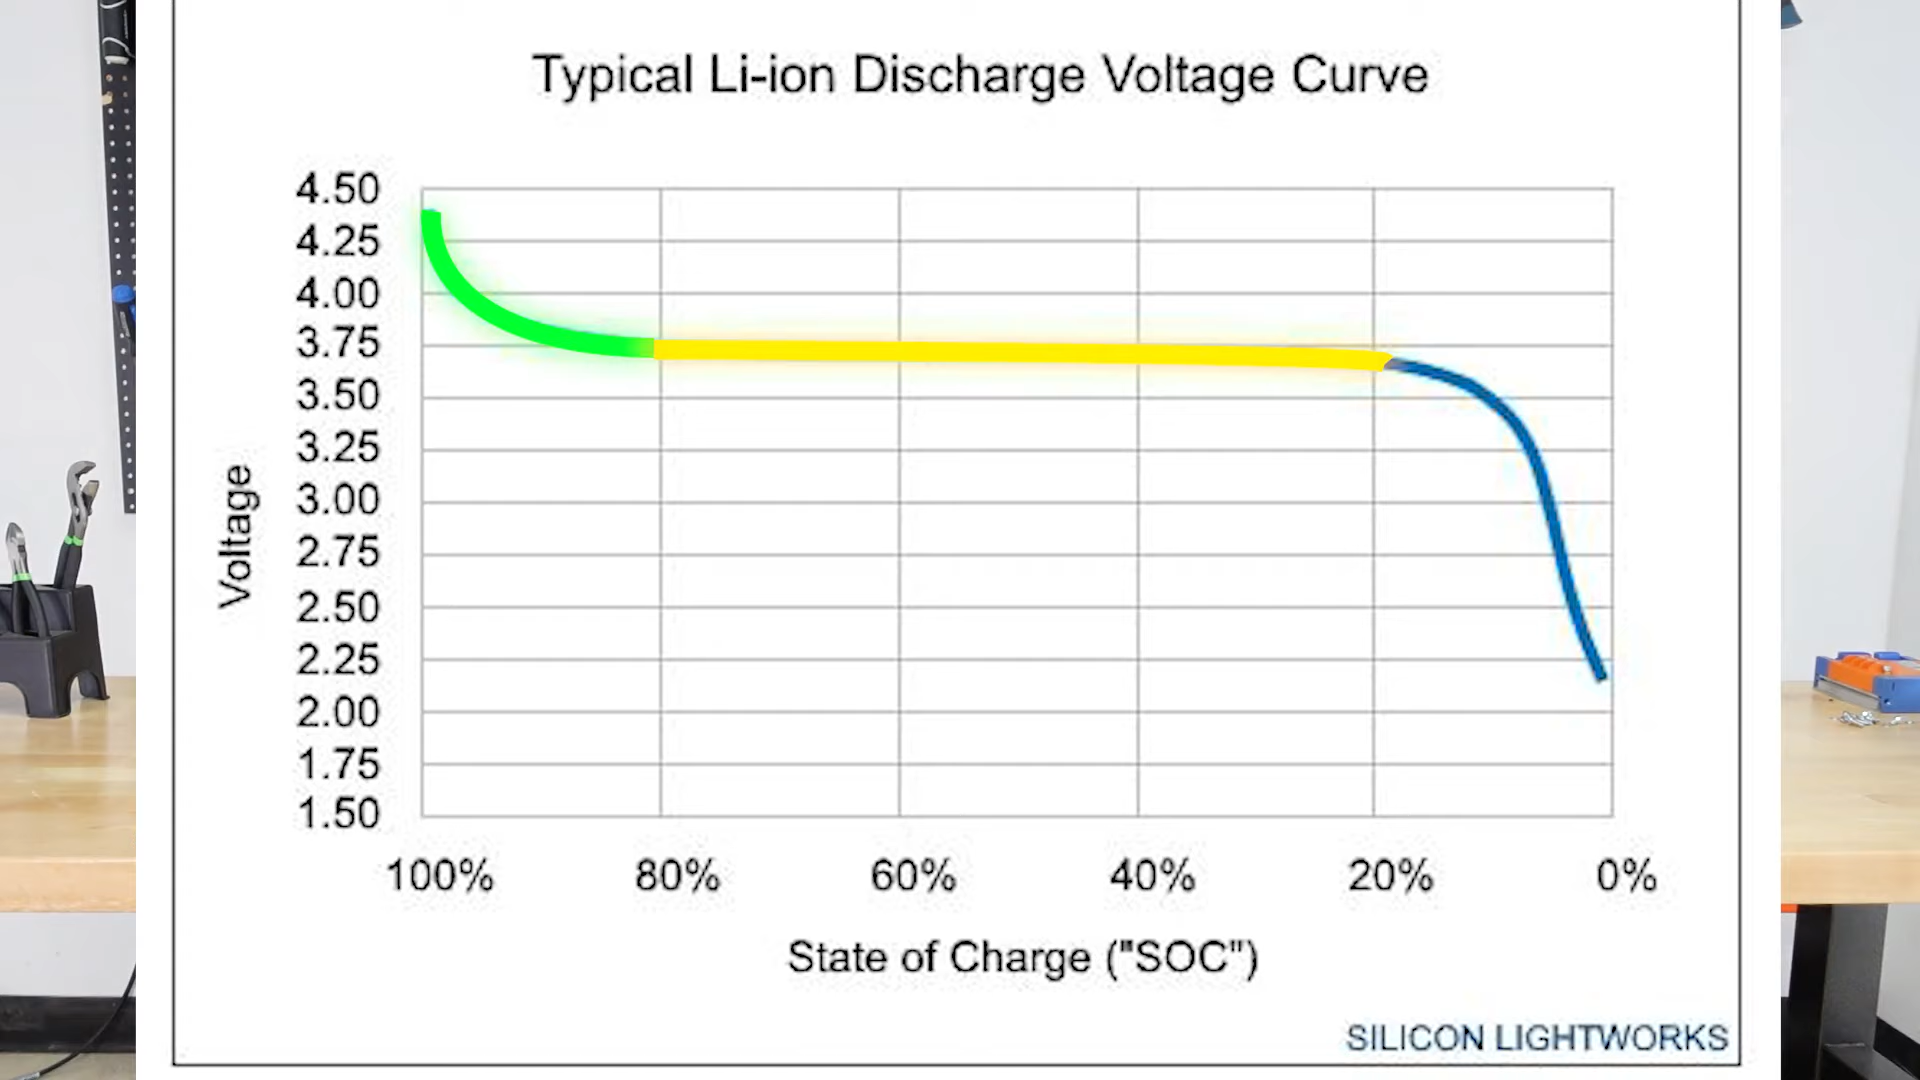 Typical Li-ion Discharge Voltage Curve
4.50
4.25
4.00
3.75
3.50
3.25
3.00
2.75
2.50
2.25
2.00
1.75
1.50
Voltage
100% 80% 60% 40% 20% 0%
State of Charge ("SOC")
SILICON LIGHTWORKS